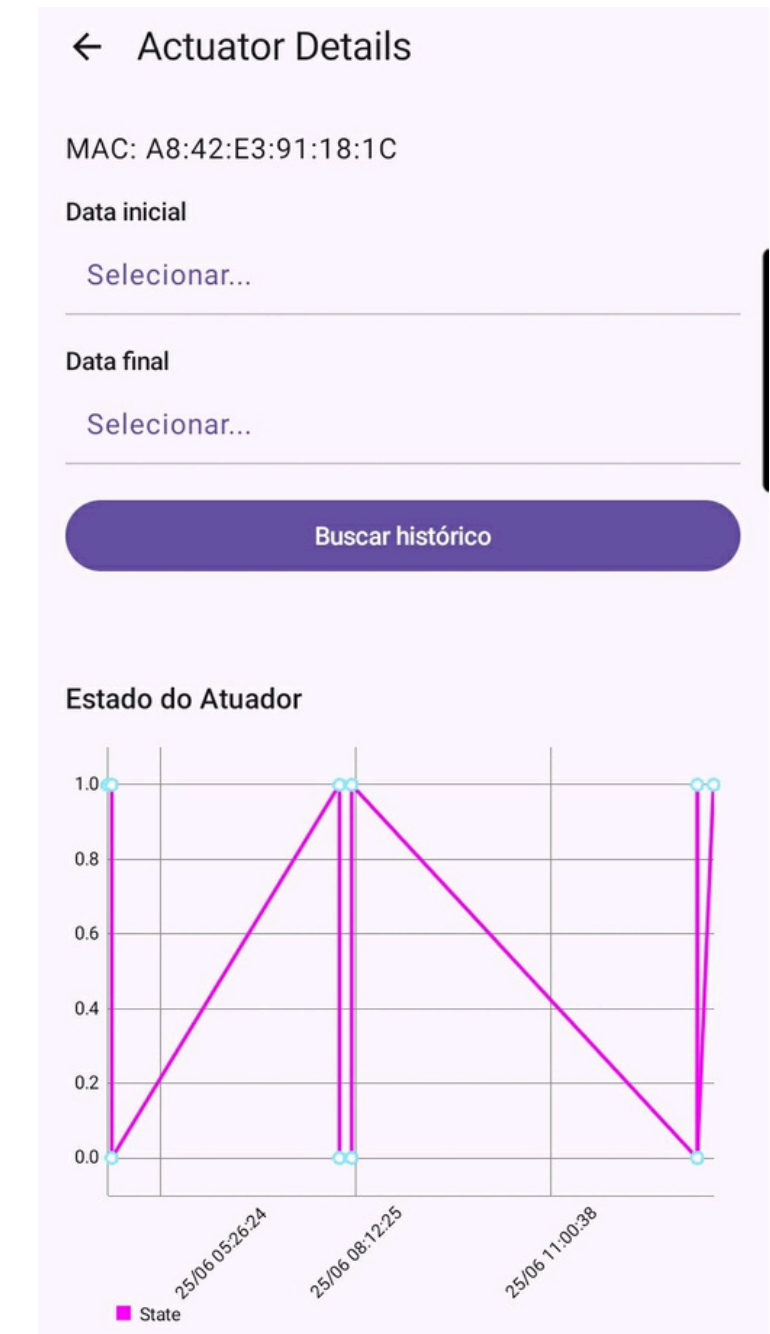 Actuator Details
MAC: A8:42:E3:91:18:1C
Data inicial
Selecionar...
Data final
Selecionar...
Buscar histórico
Estado do Atuador
1.0
0.8
0.6
0.4
0.2
0.0
25/06 05:26:24
25/06 08:12:25
25/06 11:00:38
State